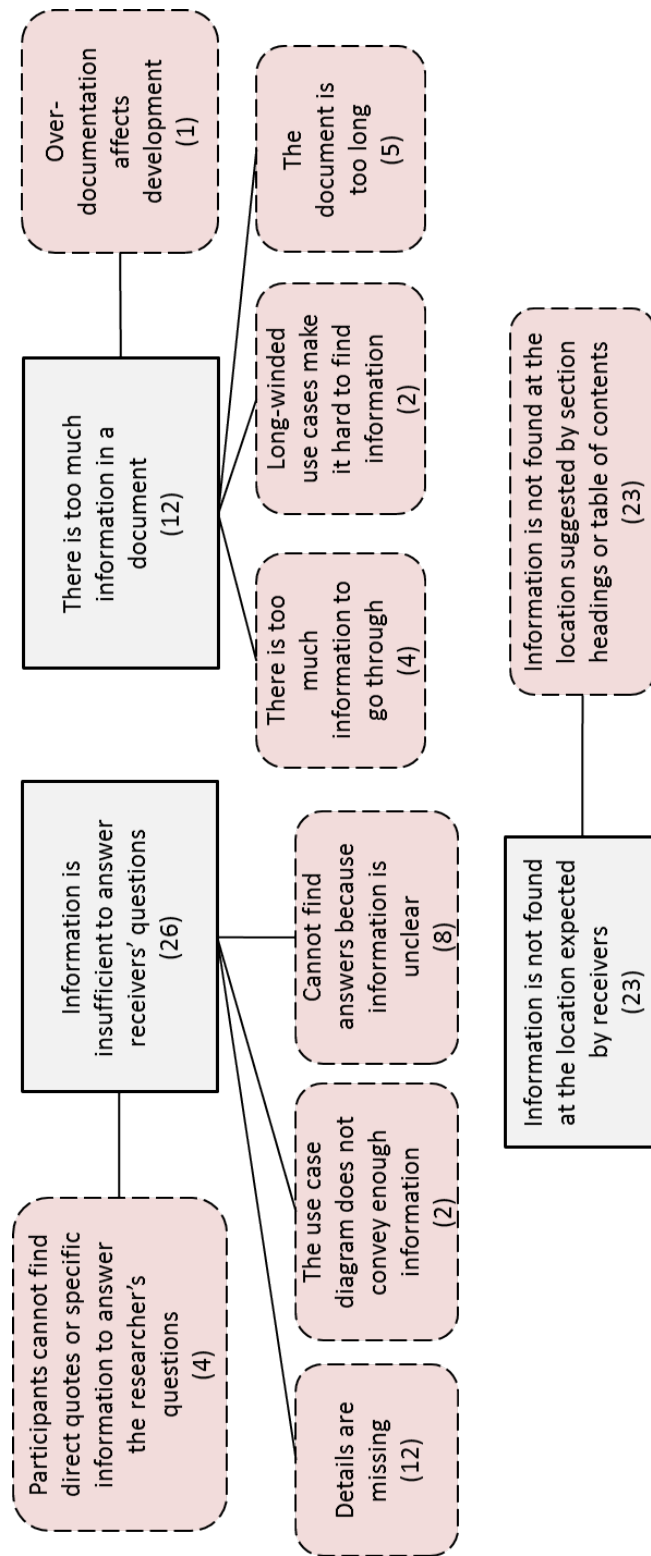 Participants cannot find
direct quotes or specific
information to answer
the researcher's
questions
(4)
Information is
insufficient to answer
receivers' questions
(26)
There is too much
information in a
document
(12)
Over-
documentation
affects
development
(1)
Details are
missing
(12)
The use case
diagram does not
convey enough
information
(2)
Cannot find
answers because
information is
unclear
(8)
There is too
much
information to
go through
(4)
Long-winded
use cases make
it hard to find
information
(2)
The
document is
too long
(5)
Information is not found
at the location expected
by receivers
(23)
Information is not found at the
location suggested by section
headings or table of contents
(23)